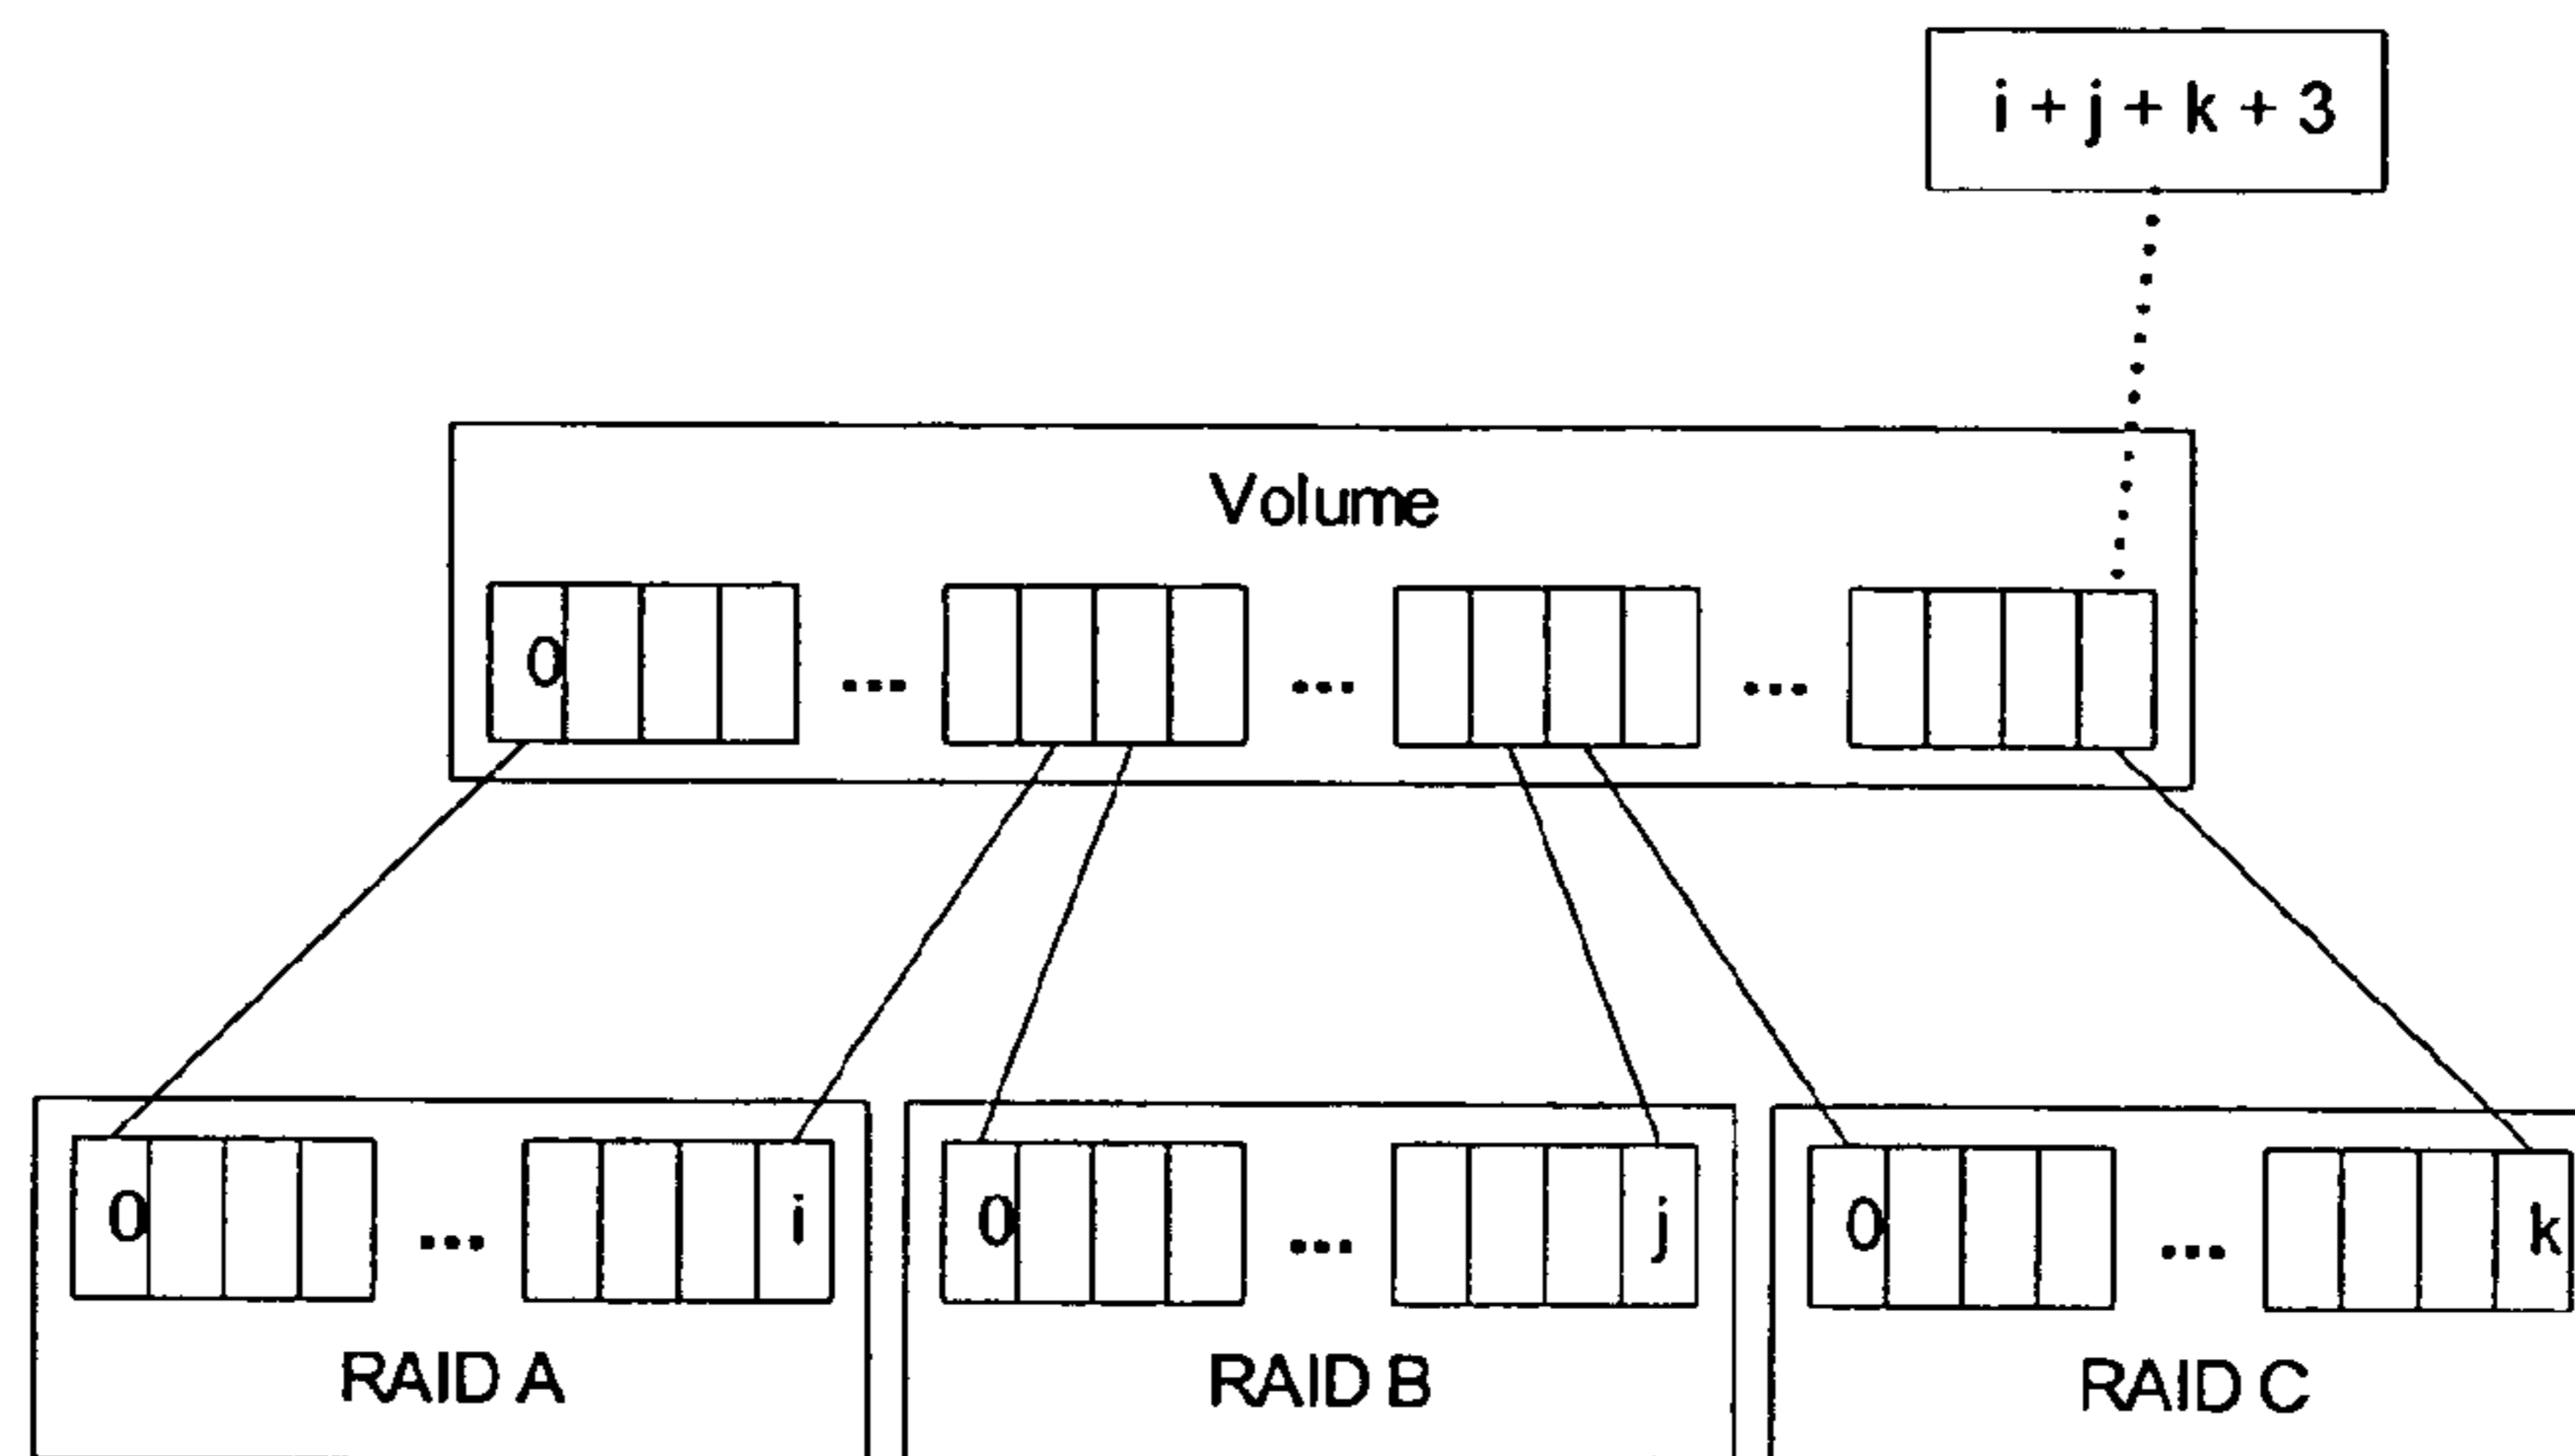 i + j + k + 3
Volume
0
...
...
...
0
...
i
0
...
j
0
...
k
RAID A
RAID B
RAID C